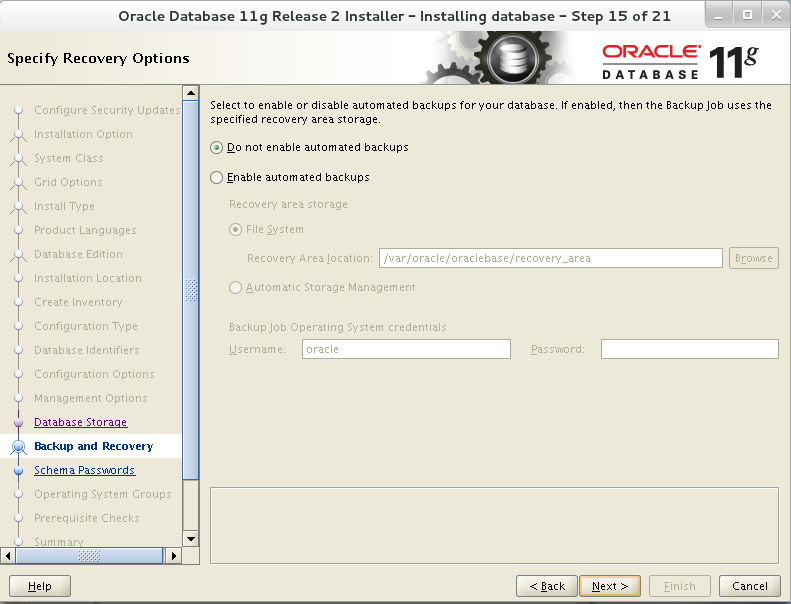 Oracle Database 11g Release 2 Installer – Installing database – Step 15 of 21
Specify Recovery Options
ORACLE
DATABASE
11g
Configure Security Updates
Installation Option
System Class
Grid Options
Install Type
Product Languages
Database Edition
Installation Location
Create Inventory
Configuration Type
Database Identifiers
Configuration Options
Management Options
Database Storage
Backup and Recovery
Schema Passwords
Operating System Groups
Prerequisite Checks
Summary
Select to enable or disable automated backups for your database. If enabled, then the Backup Job uses the
specified recovery area storage.
Do not enable automated backups
Enable automated backups
Recovery area storage
File System
Recovery Area location: /var/oracle/oraclebase/recovery_area Browse
Automatic Storage Management
Backup Job Operating System credentials
Username: oracle Password:
Help < Back Next > Finish Cancel